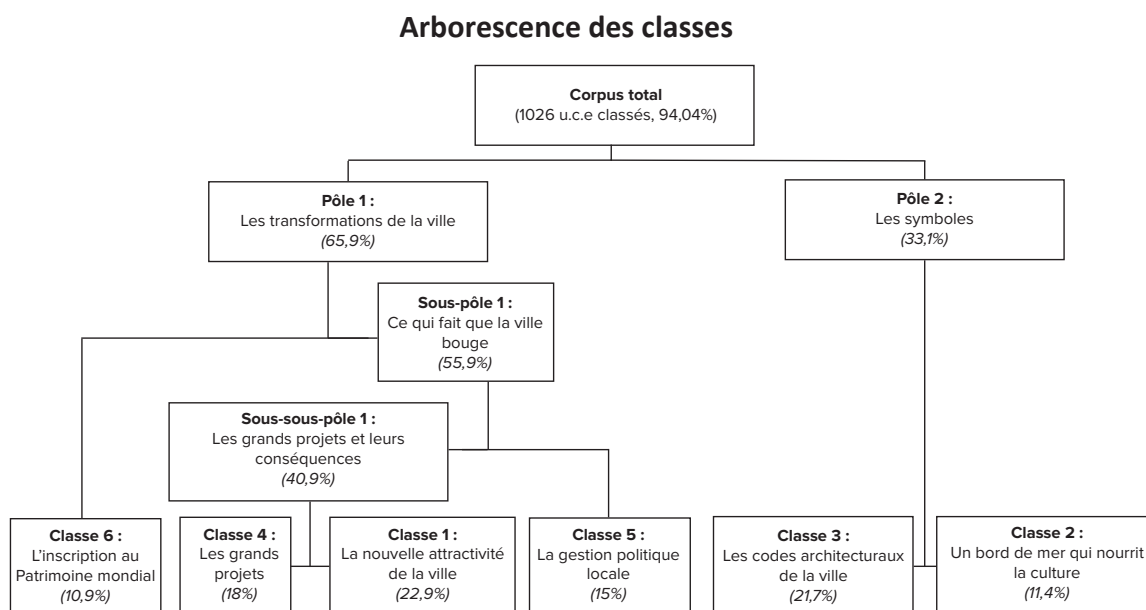 Arborescence des classes
Corpus total
(1026 u.c.e classés, 94,04%)
Pôle 1 :
Les transformations de la ville
(65,9%)
Pôle 2 :
Les symboles
(33,1%)
Sous-pôle 1 :
Ce qui fait que la ville
bouge
(55,9%)
Sous-sous-pôle 1 :
Les grands projets et leurs
conséquences
(40,9%)
Classe 6 :
L'inscription au
Patrimoine mondial
(10,9%)
Classe 4 :
Les grands
projets
(18%)
Classe 1 :
La nouvelle attractivité
de la ville
(22,9%)
Classe 5 :
La gestion politique
locale
(15%)
Classe 3 :
Les codes architecturaux
de la ville
(21,7%)
Classe 2 :
Un bord de mer qui nourrit
la culture
(11,4%)